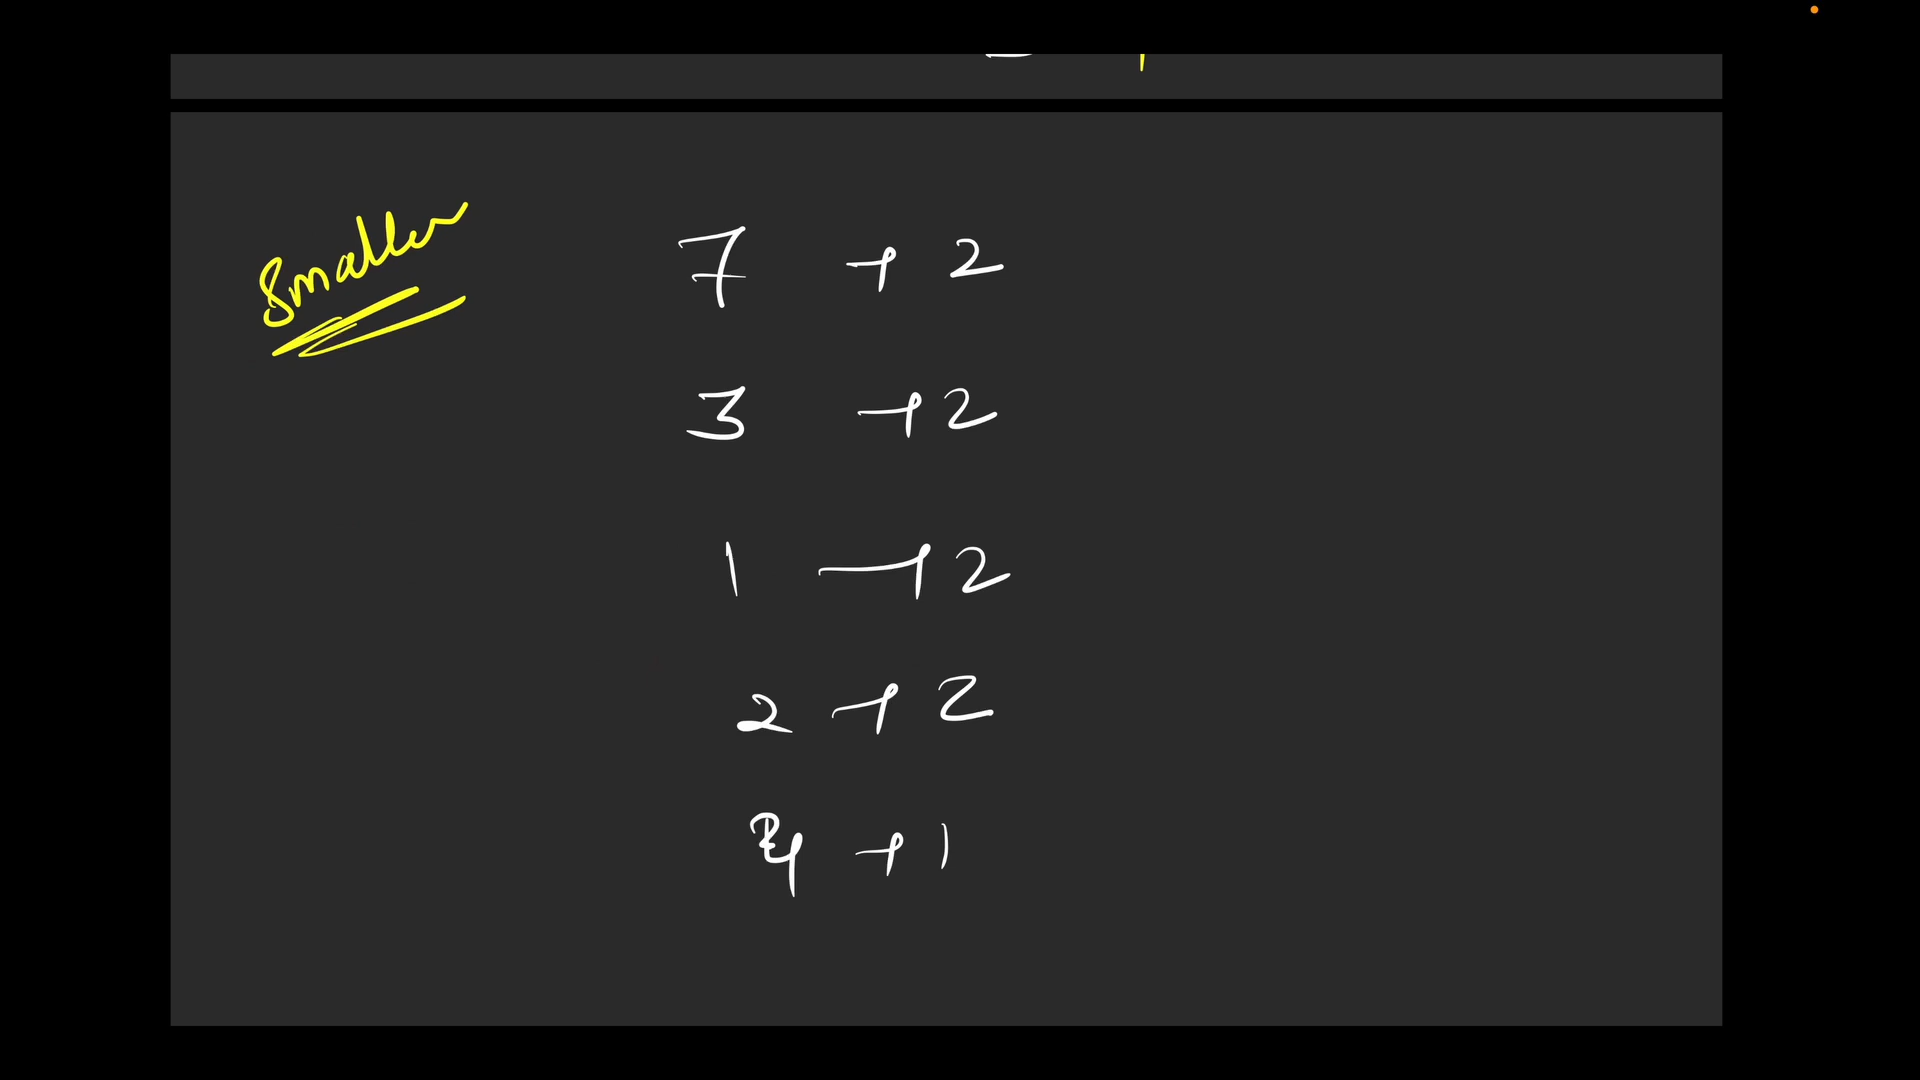 Smaller
7 → 2
3 → 2
1 → 2
2 → 2
4 → 1